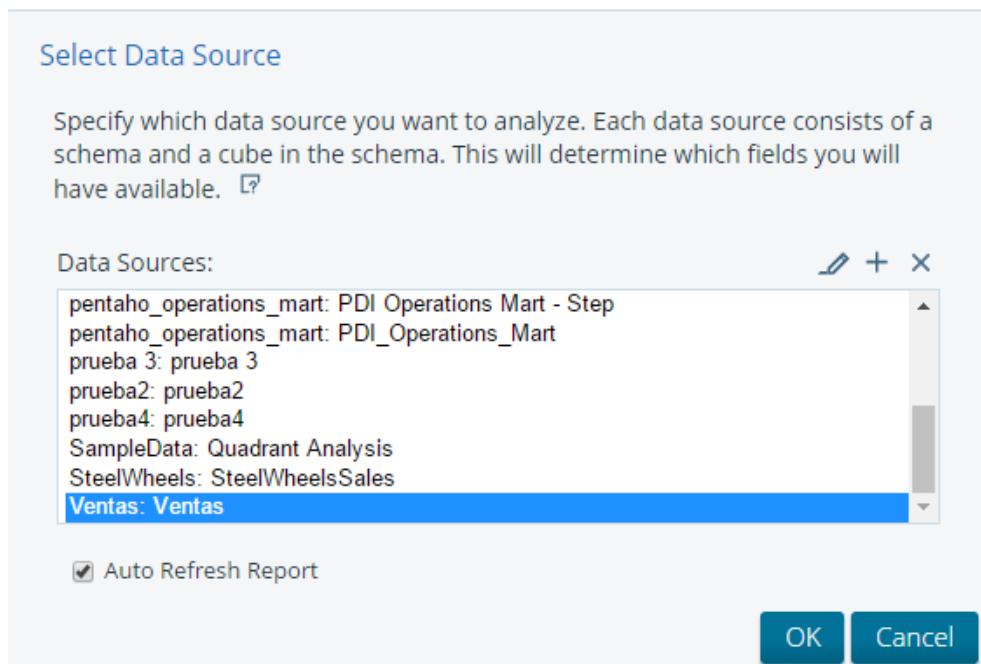 Select Data Source
Specify which data source you want to analyze. Each data source consists of a
schema and a cube in the schema. This will determine which fields you will
have available.
Data Sources:
pentaho_operations_mart: PDI Operations Mart - Step
pentaho_operations_mart: PDI_Operations_Mart
prueba 3: prueba 3
prueba2: prueba2
prueba4: prueba4
SampleData: Quadrant Analysis
SteelWheels: SteelWheelsSales
Ventas: Ventas
Auto Refresh Report
OK Cancel